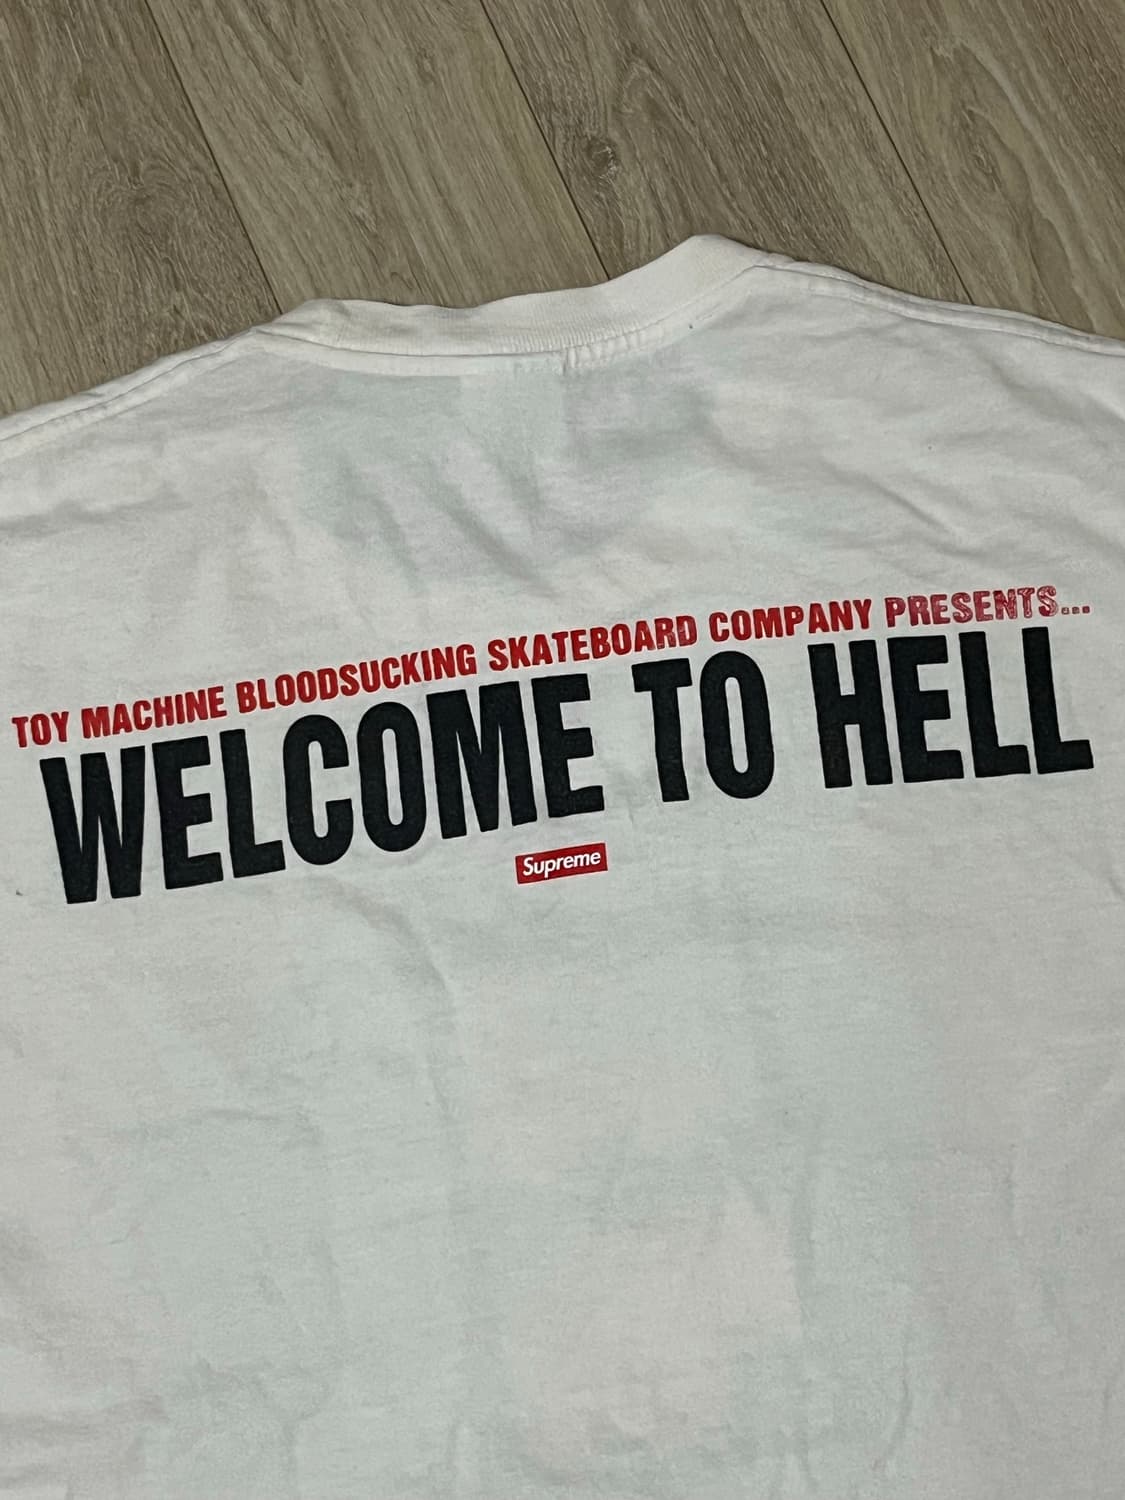 TOY MACHINE BLOODSUCKING SKATEBOARD COMPANY PRESENTS...
WELCOME TO HELL
Supreme